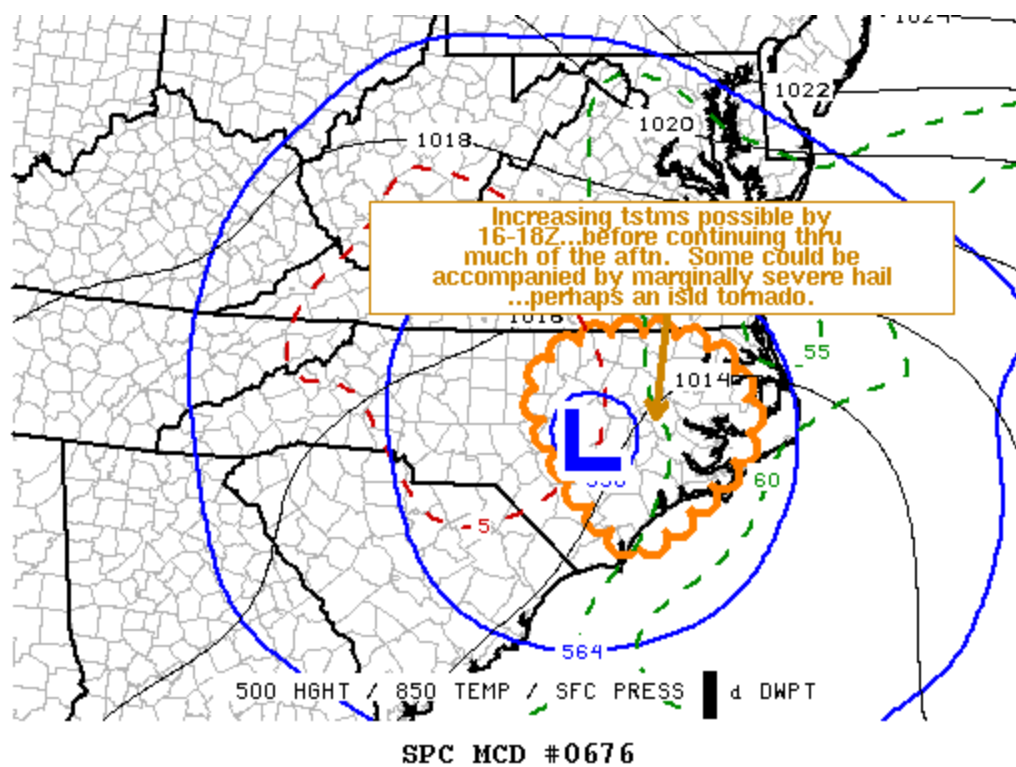 1024
1022
1020
1018
Increasing tstms possible by
16-18Z...before continuing thru
much of the aftn. Some could be
accompanied by marginally severe hail
...perhaps an isld tornado.
1016
55
1014
L
60
-5
564
500 HGHT / 850 TEMP / SFC PRESS d DWPT
SPC MCD #0676